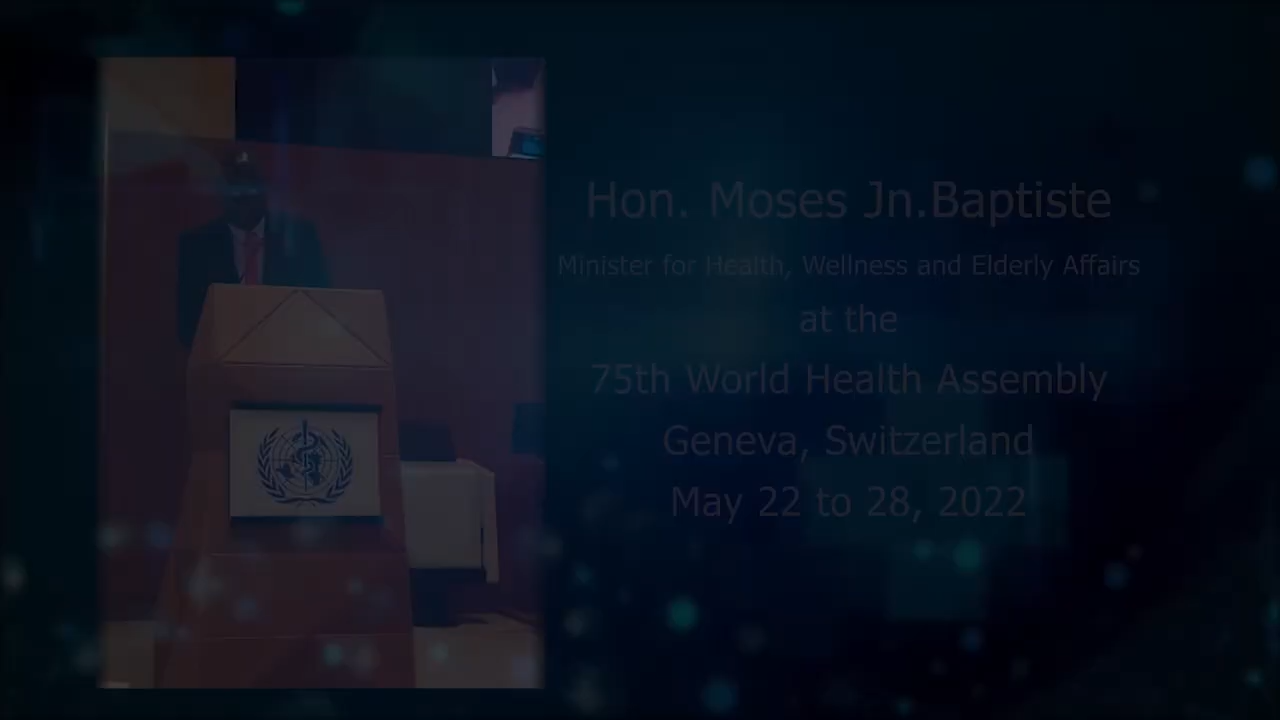 Hon. Moses Jn.Baptiste
Minister for Health, Wellness and Elderly Affairs
at the
75th World Health Assembly
Geneva, Switzerland
May 22 to 28, 2022